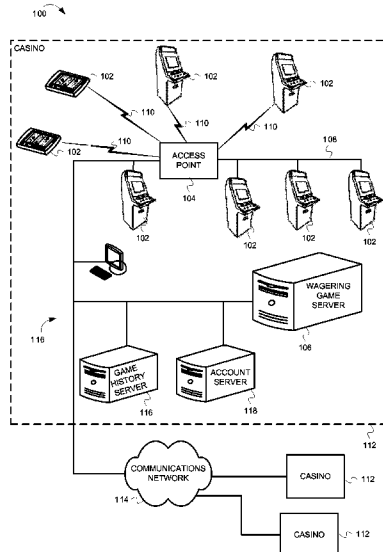 100
CASINO
102
102
102
110
110
110
102
ACCESS
POINT
104
106
102
102
102
102
WAGERING
GAME
SERVER
106
116
GAME
HISTORY
SERVER
116
ACCOUNT
SERVER
118
112
COMMUNICATIONS
NETWORK
114
CASINO
112
CASINO
112